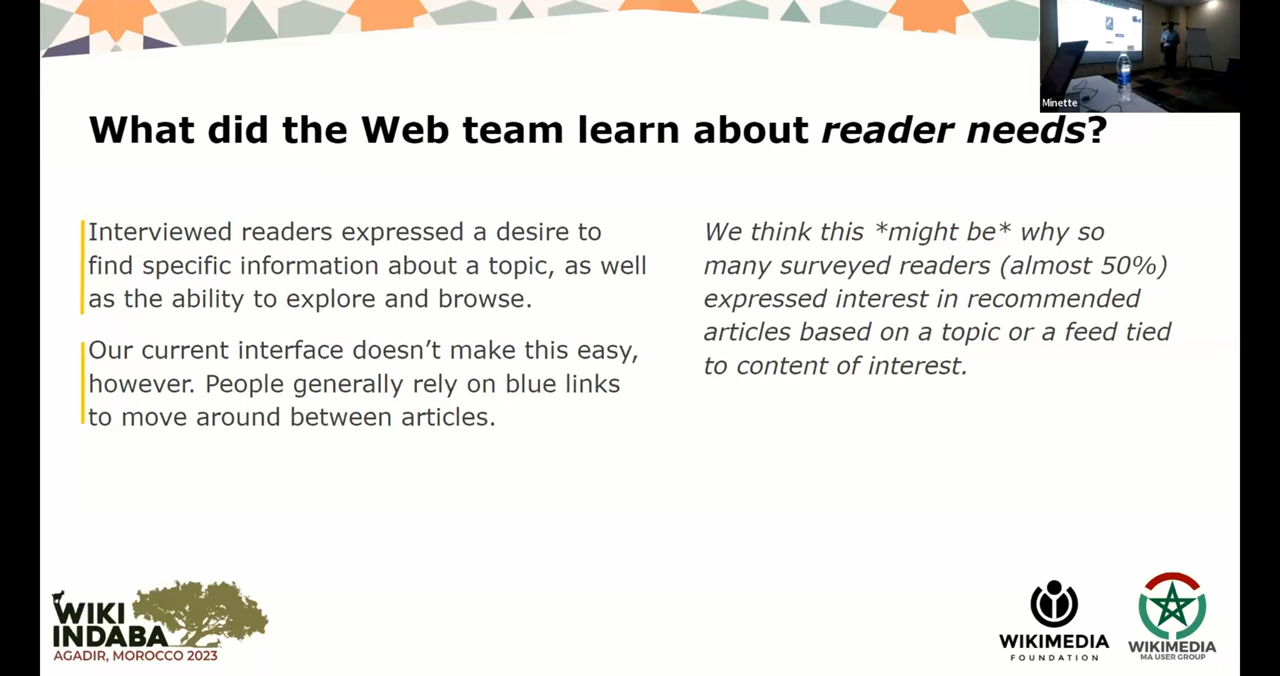 Minette
What did the Web team learn about reader needs?
Interviewed readers expressed a desire to
find specific information about a topic, as well
as the ability to explore and browse.
Our current interface doesn’t make this easy,
however. People generally rely on blue links
to move around between articles.
We think this *might be* why so
many surveyed readers (almost 50%)
expressed interest in recommended
articles based on a topic or a feed tied
to content of interest.
WIKI
INDABA
AGADIR, MOROCCO 2023
WIKIMEDIA
FOUNDATION
WIKIMEDIA
MA USER GROUP